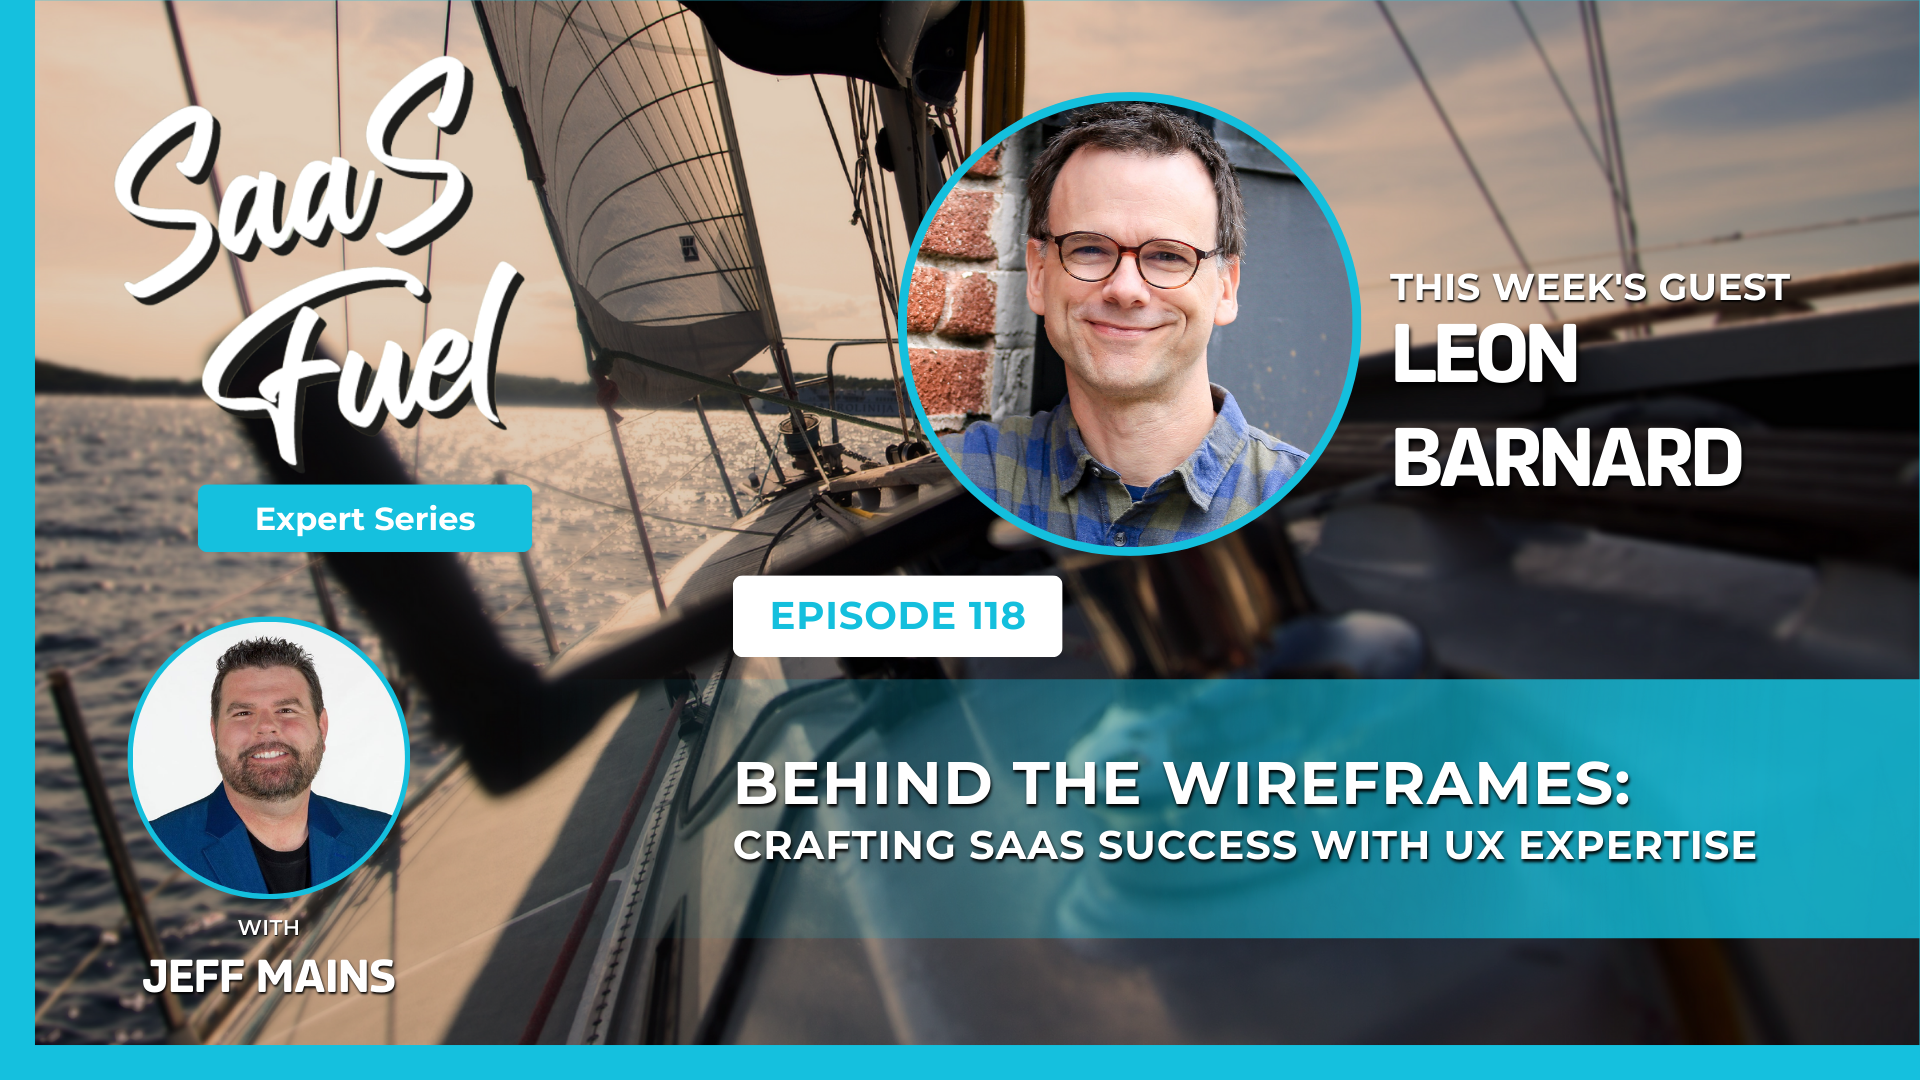 SaaS
Fuel
Expert Series
WITH
JEFF MAINS
THIS WEEK'S GUEST
LEON
BARNARD
EPISODE 118
BEHIND THE WIREFRAMES:
CRAFTING SAAS SUCCESS WITH UX EXPERTISE